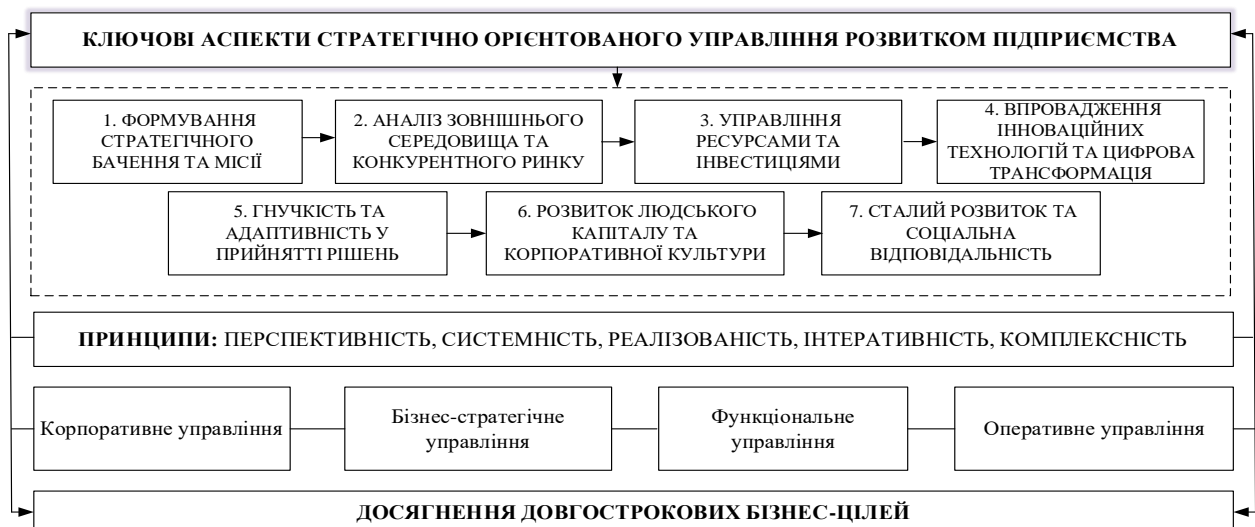 КЛЮЧОВІ АСПЕКТИ СТРАТЕГІЧНО ОРІЄНТОВАНОГО УПРАВЛІННЯ РОЗВИТКОМ ПІДПРИЄМСТВА
1. ФОРМУВАННЯ
СТРАТЕГІЧНОГО
БАЧЕННЯ ТА МІСІЇ
2. АНАЛІЗ ЗОВНІШНЬОГО
СЕРЕДОВИЩА ТА
КОНКУРЕНТНОГО РИНКУ
3. УПРАВЛІННЯ
РЕСУРСАМИ ТА
ІНВЕСТИЦІЯМИ
4. ВПРОВАДЖЕННЯ
ІННОВАЦІЙНИХ
ТЕХНОЛОГІЙ ТА ЦИФРОВА
ТРАНСФОРМАЦІЯ
5. ГНУЧКІСТЬ ТА
АДАПТИВНІСТЬ У
ПРИЙНЯТТІ РІШЕНЬ
6. РОЗВИТОК ЛЮДСЬКОГО
КАПІТАЛУ ТА
КОРПОРАТИВНОЇ КУЛЬТУРИ
7. СТАЛИЙ РОЗВИТОК ТА
СОЦІАЛЬНА
ВІДПОВІДАЛЬНІСТЬ
ПРИНЦИПИ: ПЕРСПЕКТИВНІСТЬ, СИСТЕМНІСТЬ, РЕАЛІЗОВАНІСТЬ, ІНТЕРАТИВНІСТЬ, КОМПЛЕКСНІСТЬ
Корпоративне управління
Бізнес-стратегічне
управління
Функціональне
управління
Оперативне управління
ДОСЯГНЕННЯ ДОВГОСТРОКОВИХ БІЗНЕС-ЦІЛЕЙ